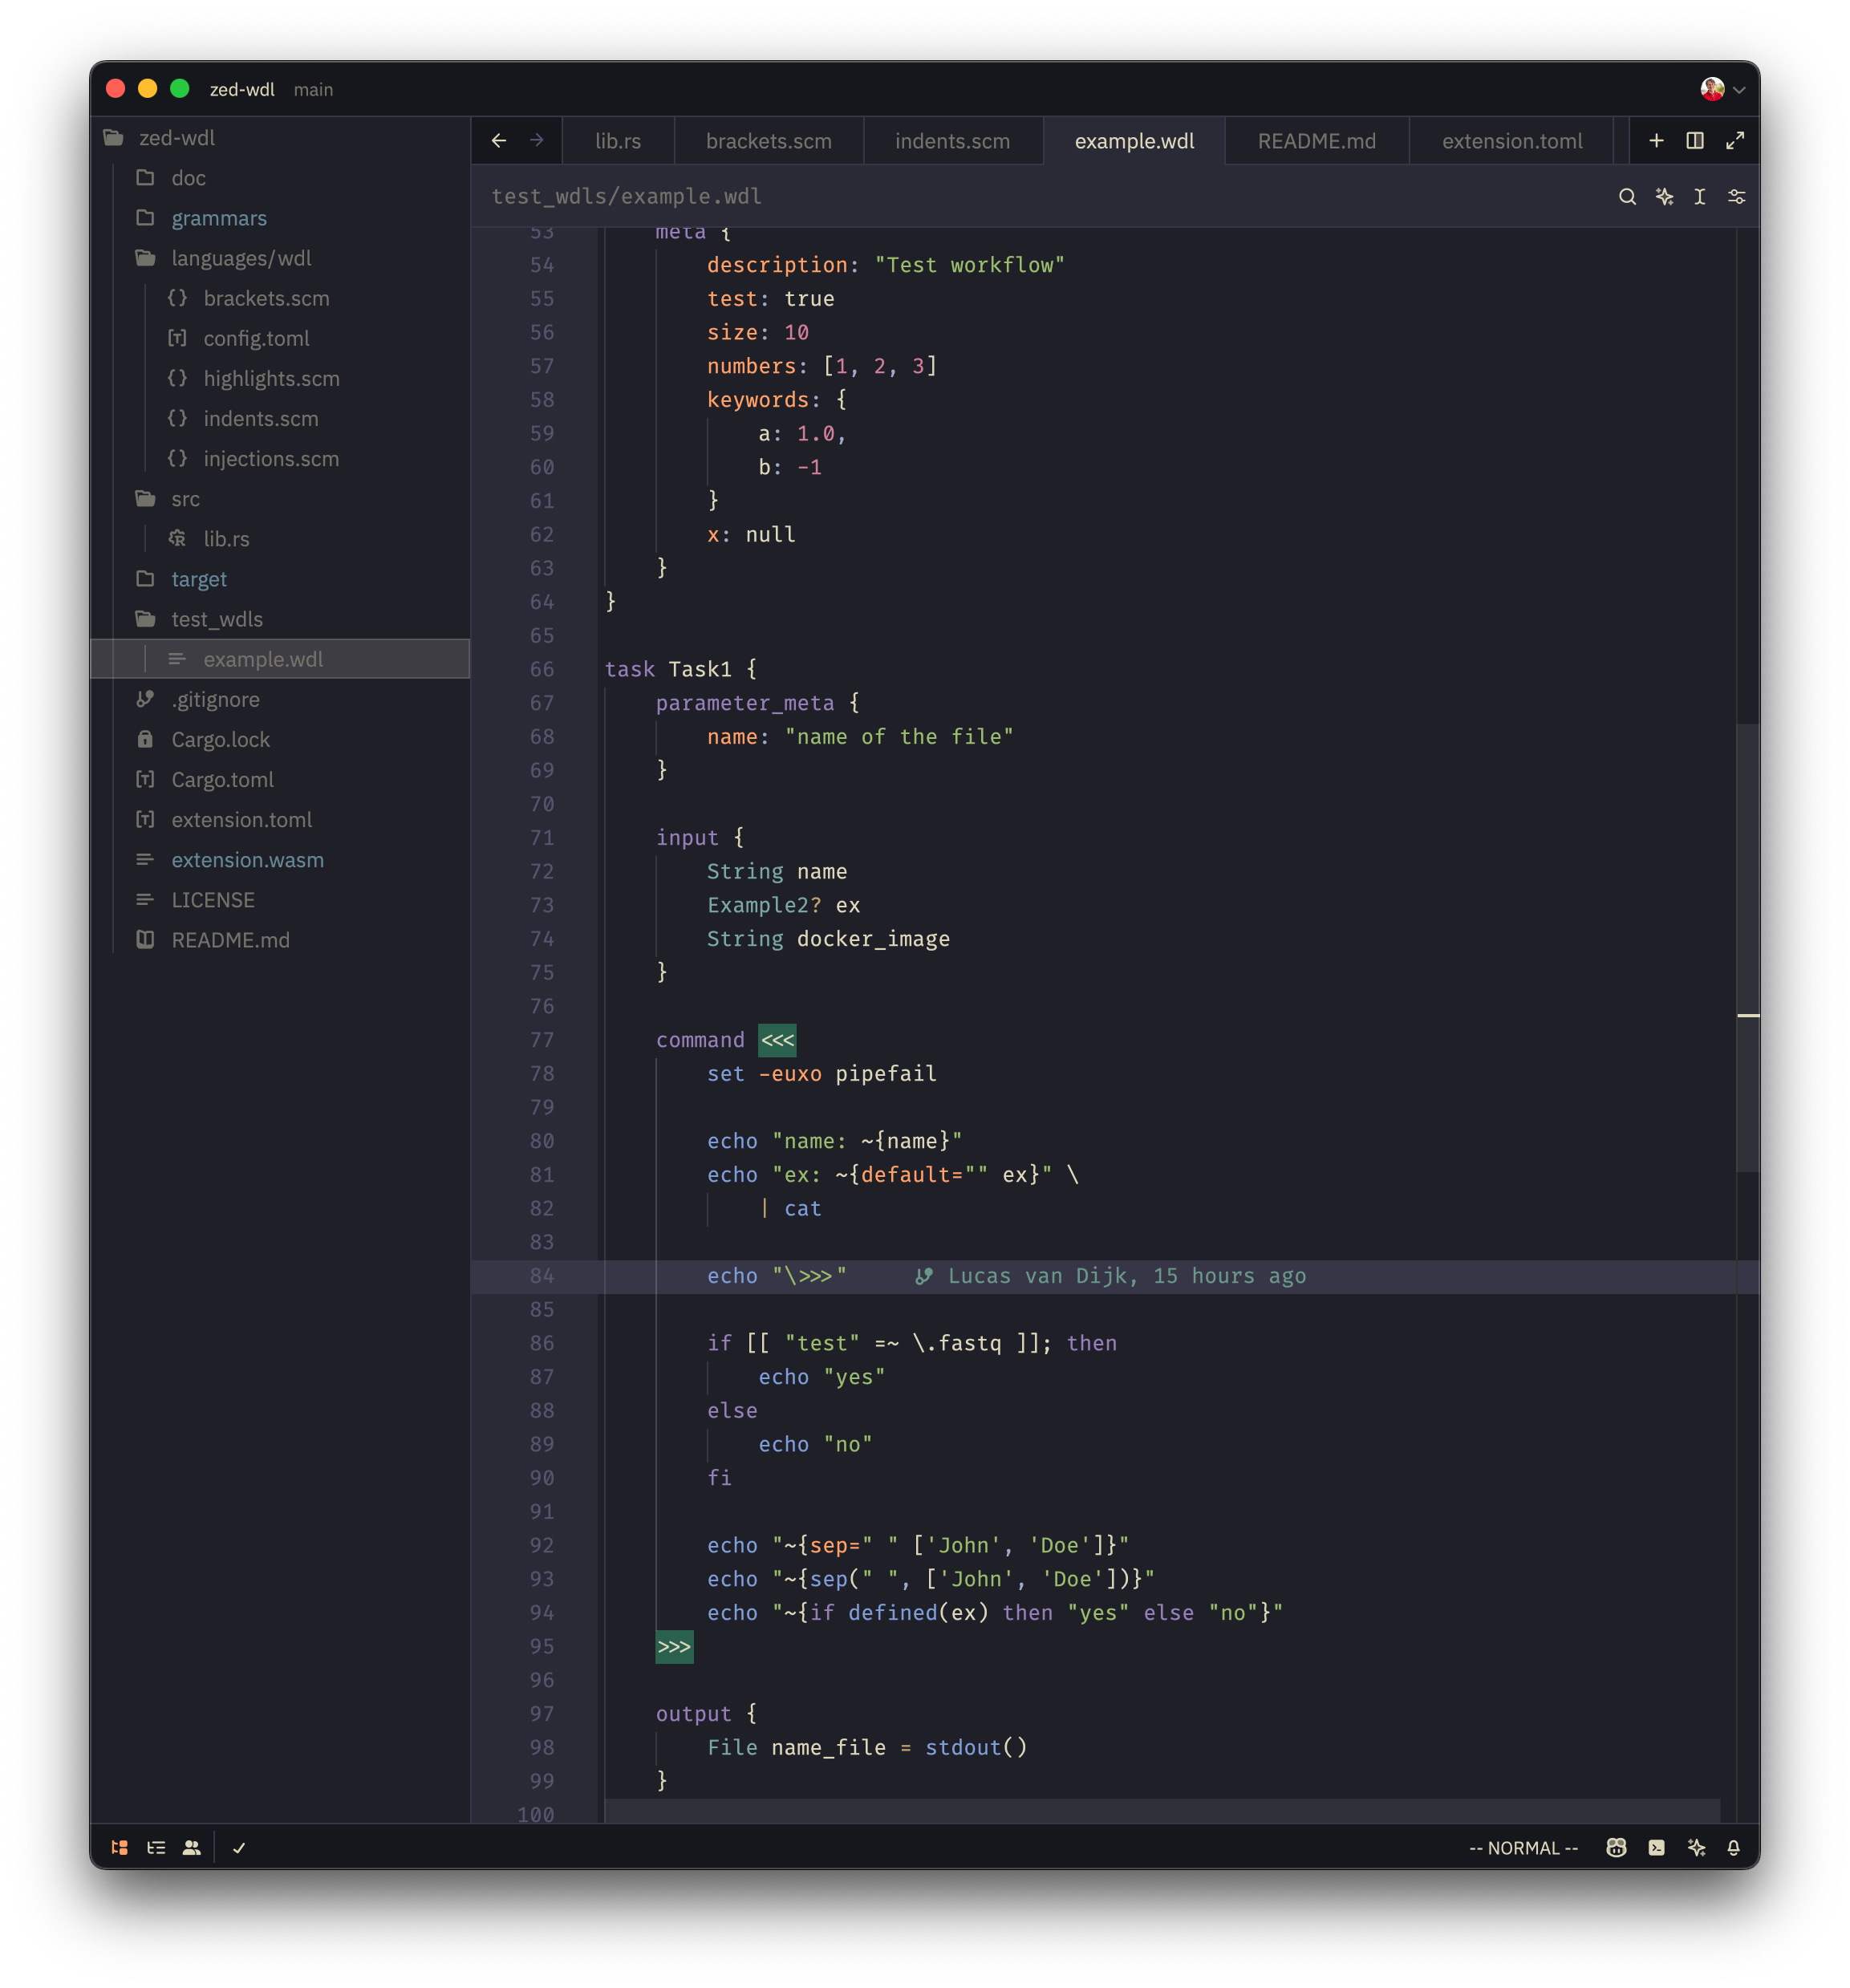 zed-wdl main
zed-wdl
doc
grammars
languages/wdl
brackets.scm
config.toml
highlights.scm
indents.scm
injections.scm
src
lib.rs
target
test_wdls
example.wdl
.gitignore
Cargo.lock
Cargo.toml
extension.toml
extension.wasm
LICENSE
README.md
lib.rs brackets.scm indents.scm example.wdl README.md extension.toml
test_wdls/example.wdl
53     meta {
54         description: "Test workflow"
55         test: true
56         size: 10
57         numbers: [1, 2, 3]
58         keywords: {
59             a: 1.0,
60             b: -1
61         }
62         x: null
63     }
64 }
65
66 task Task1 {
67     parameter_meta {
68         name: "name of the file"
69     }
70
71     input {
72         String name
73         Example2? ex
74         String docker_image
75     }
76
77     command <<<
78         set -euxo pipefail
79
80         echo "name: ~{name}"
81         echo "ex: ~{default="" ex}" \
82             | cat
83
84         echo "\>>>" Lucas van Dijk, 15 hours ago
85
86         if [[ "test" =~ \.fastq ]]; then
87             echo "yes"
88         else
89             echo "no"
90         fi
91
92         echo "~{sep=" " ['John', 'Doe']}"
93         echo "~{sep(" ", ['John', 'Doe'])}"
94         echo "~{if defined(ex) then "yes" else "no"}"
95     >>>
96
97     output {
98         File name_file = stdout()
99     }
100
-- NORMAL --